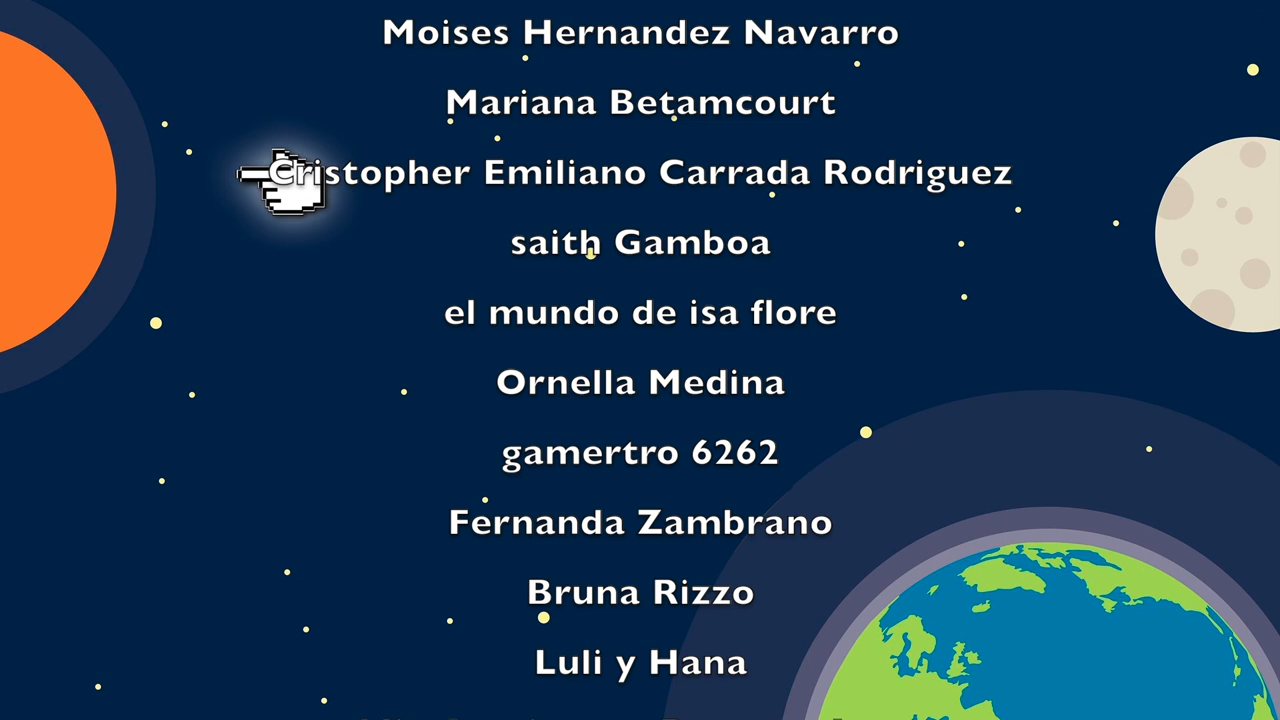 Moises Hernandez Navarro
Mariana Betamcourt
Cristopher Emiliano Carrada Rodriguez
saith Gamboa
el mundo de isa flore
Ornella Medina
gamertro 6262
Fernanda Zambrano
Bruna Rizzo
Luli y Hana